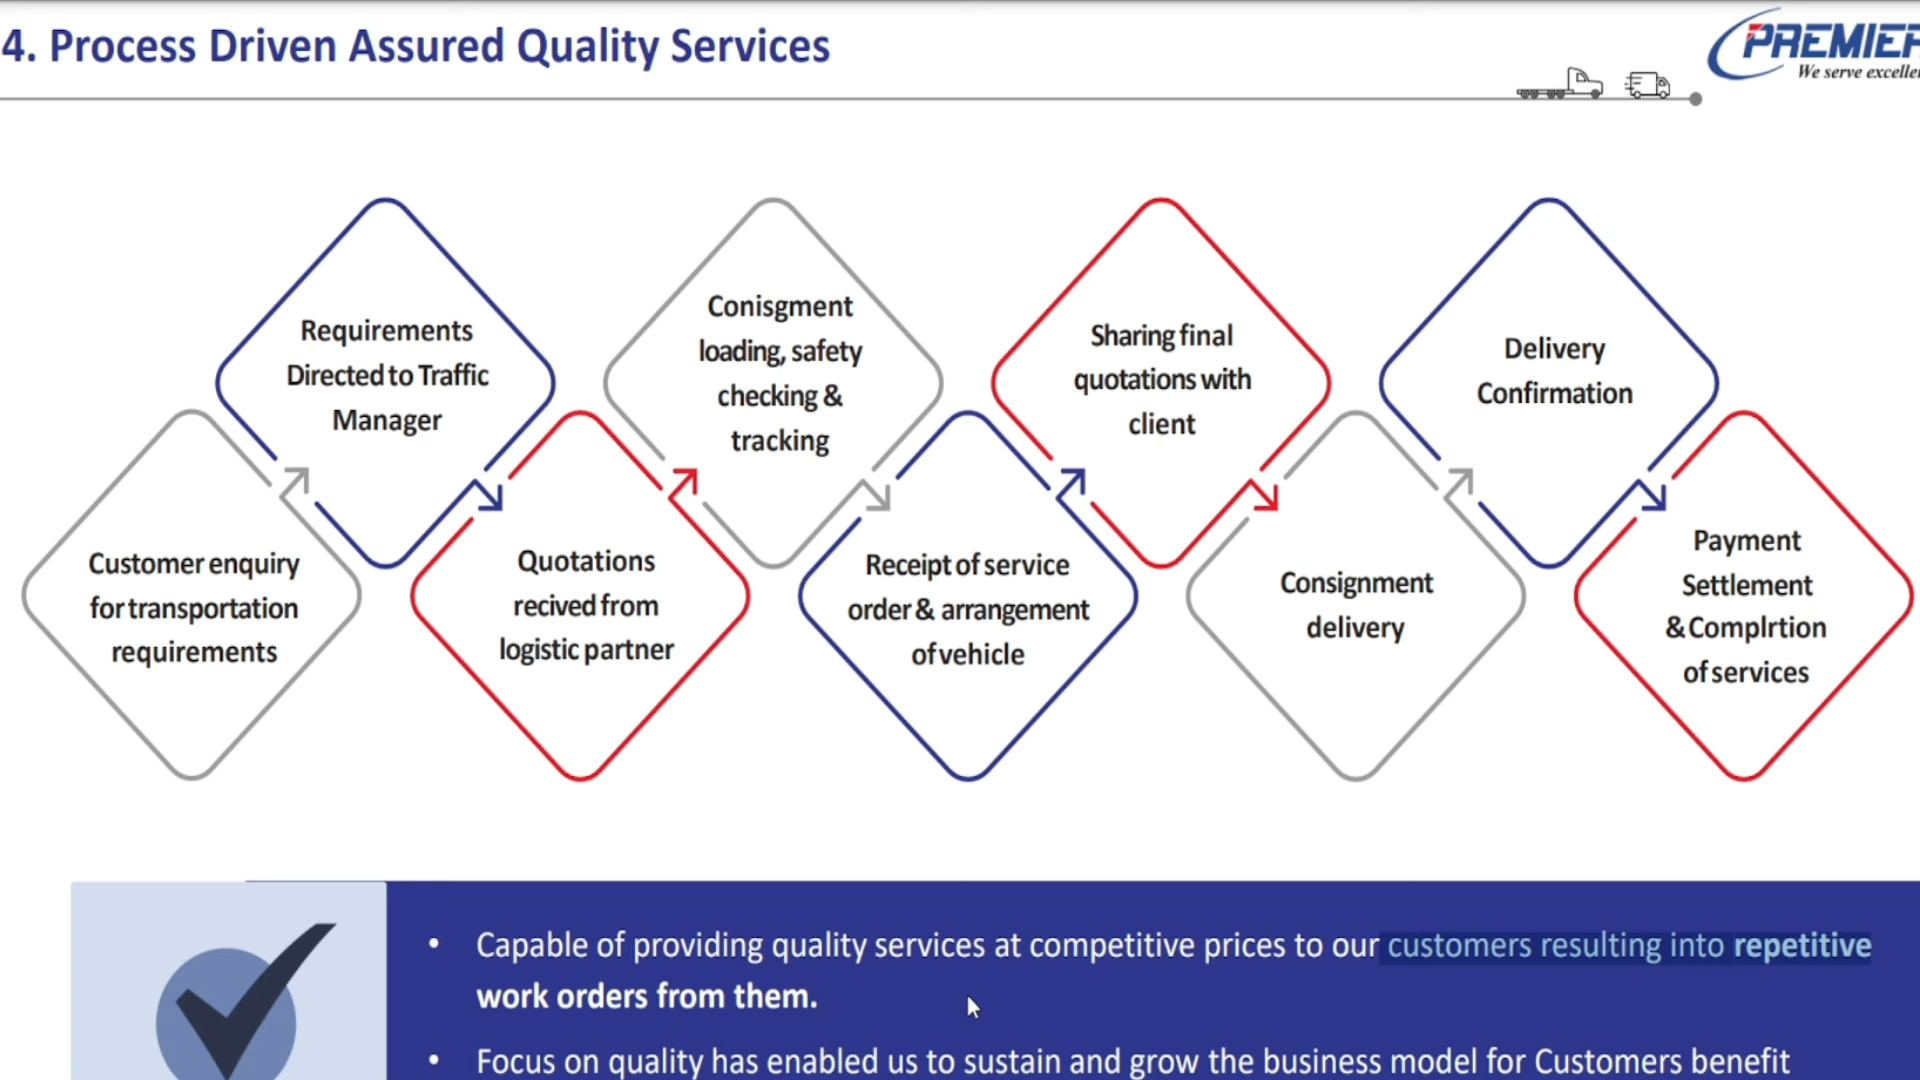 4. Process Driven Assured Quality Services
PREMIER
We serve excelle
Requirements
Directed to Traffic
Manager
Conisgment
loading, safety
checking &
tracking
Sharing final
quotations with
client
Delivery
Confirmation
Customer enquiry
for transportation
requirements
Quotations
recived from
logistic partner
Receipt of service
order & arrangement
of vehicle
Consignment
delivery
Payment
Settlement
& Complrtion
of services
• Capable of providing quality services at competitive prices to our customers resulting into repetitive
work orders from them.
• Focus on quality has enabled us to sustain and grow the business model for Customers benefit